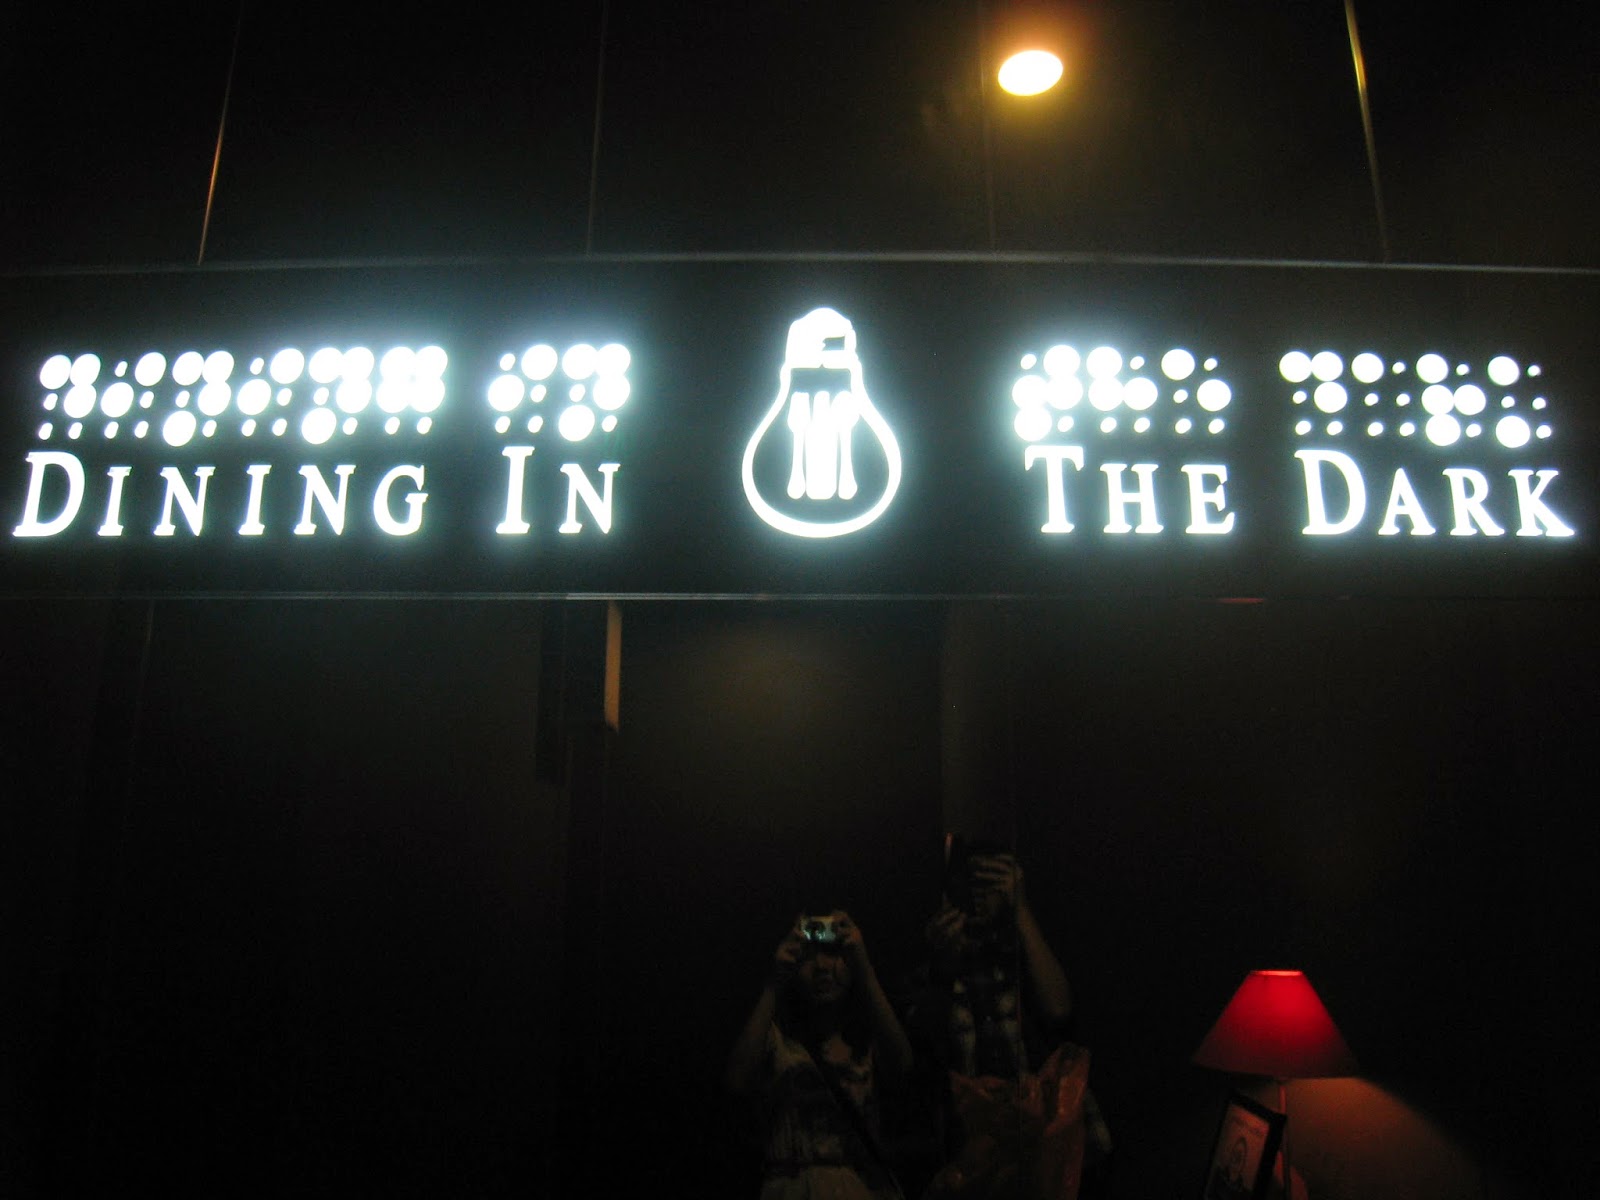 ⠙⠊⠝⠊⠝⠛ ⠊⠝ ⠮ ⠙⠜⠅
DINING IN THE DARK